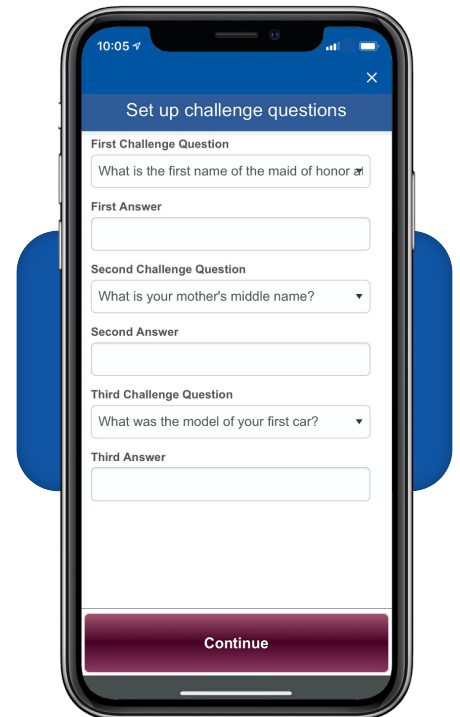 10:05
×
Set up challenge questions
First Challenge Question
What is the first name of the maid of honor
First Answer
Second Challenge Question
What is your mother's middle name?
Second Answer
Third Challenge Question
What was the model of your first car?
Third Answer
Continue